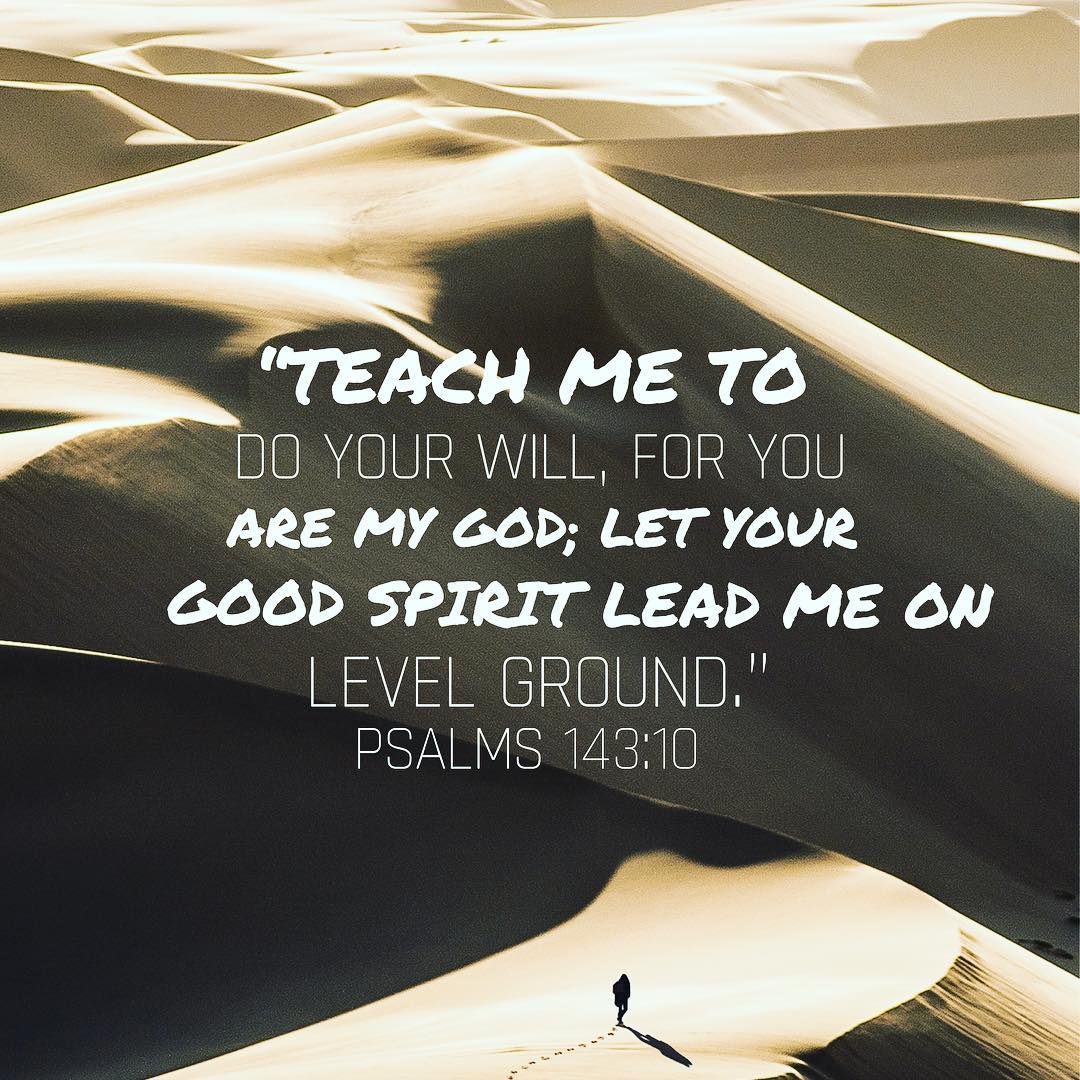 "TEACH ME TO
DO YOUR WILL, FOR YOU
ARE MY GOD; LET YOUR
GOOD SPIRIT LEAD ME ON
LEVEL GROUND."
PSALMS 143:10